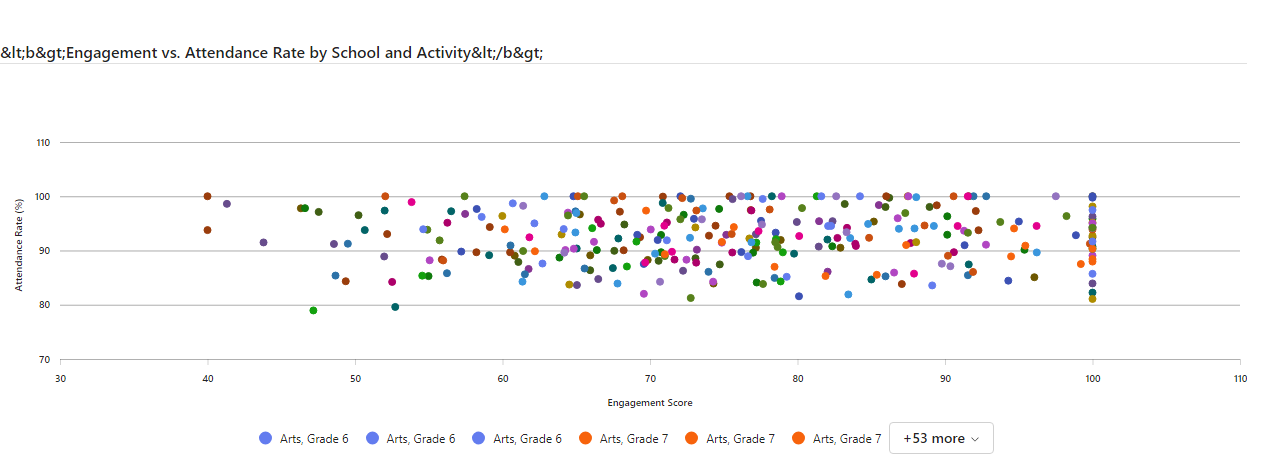 &lt;b&gt;Engagement vs. Attendance Rate by School and Activity&lt;/b&gt;
Attendance Rate (%)
110
100
90
80
70
30 40 50 60 70 80 90 100 110
Engagement Score
Arts, Grade 6 Arts, Grade 6 Arts, Grade 6 Arts, Grade 7 Arts, Grade 7 Arts, Grade 7 +53 more